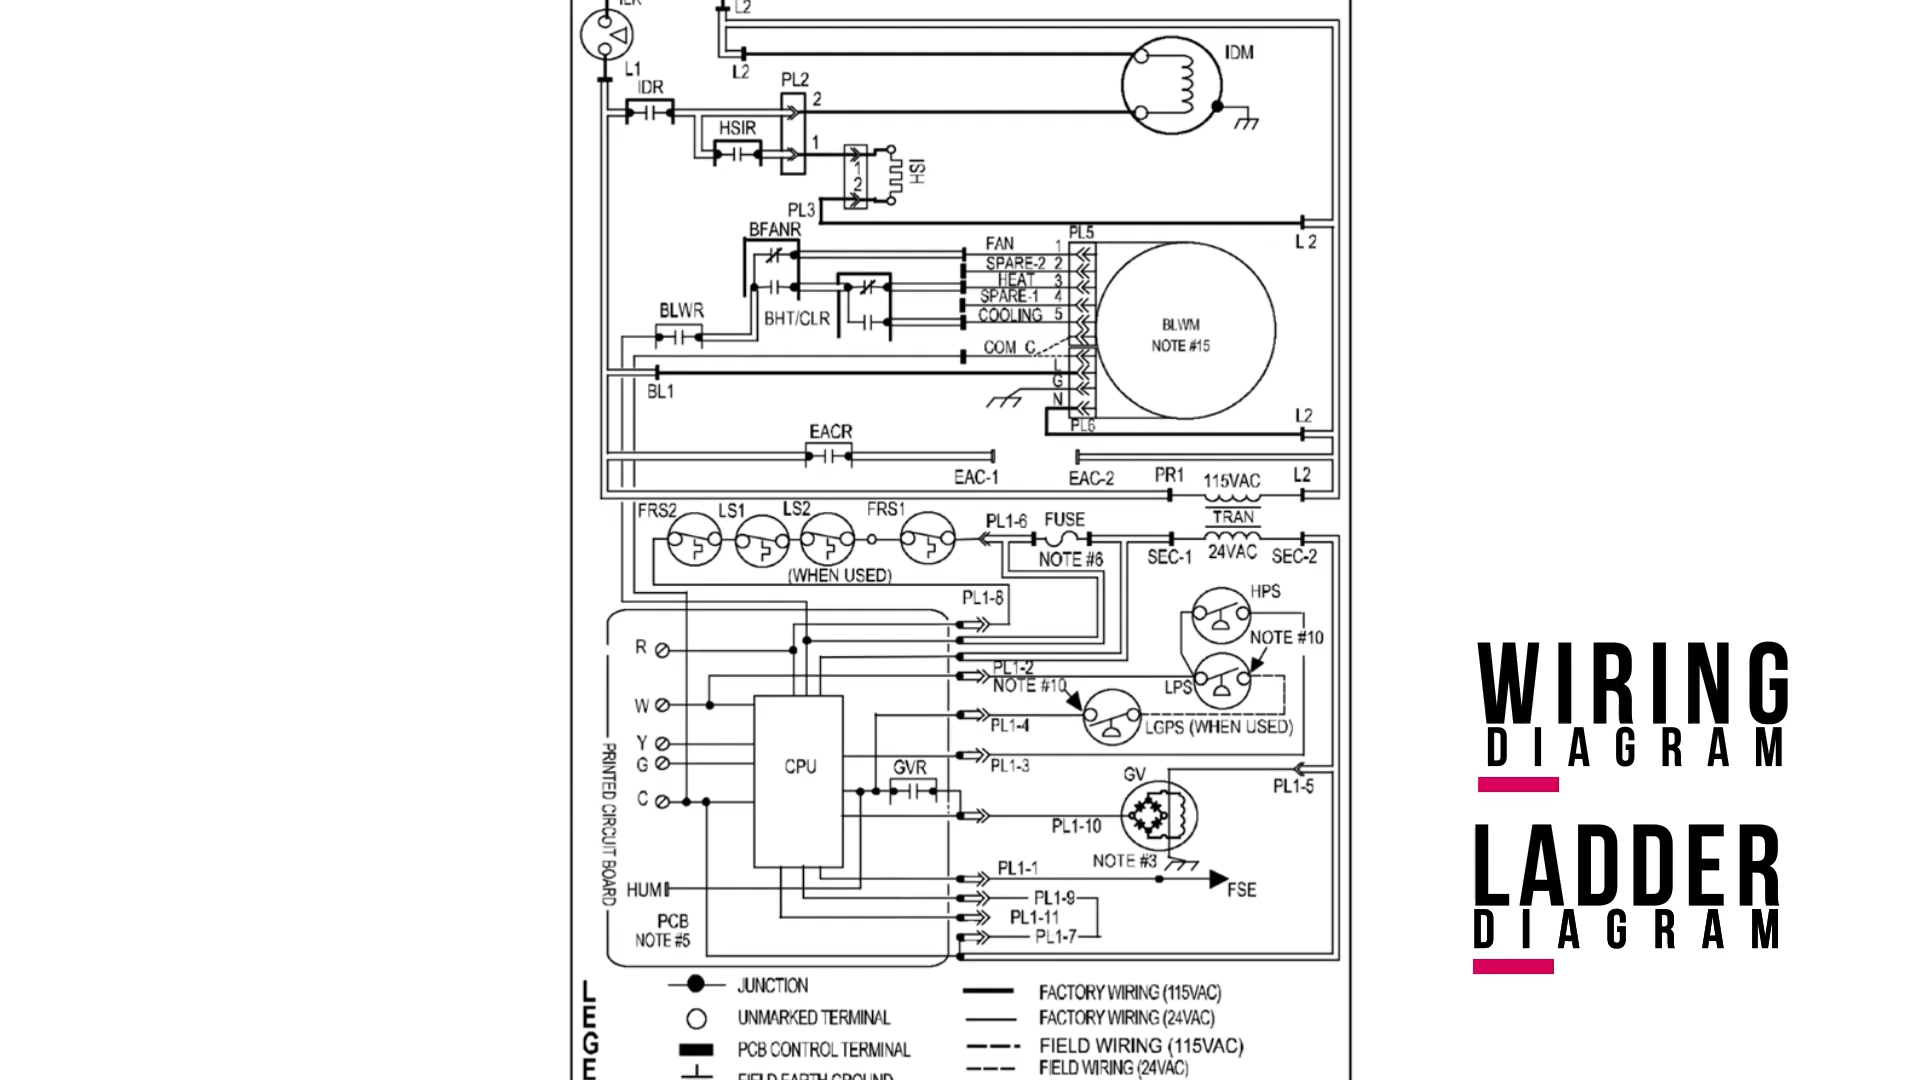 L2
L2
IDM
L1
IDR
PL2
2
HSIR
1
1
2
HSI
PL3
L 2
BFANR
FAN 1
PL5
SPARE-2 2
HEAT 3
SPARE-1 4
COOLING 5
BLWR
BHT/CLR
BLWM
NOTE #15
COM C
L
G
N
BL1
PL6
L2
EACR
EAC-1
EAC-2
PR1
115VAC
L2
TRAN
24VAC
SEC-1
SEC-2
FRS2
LS1
LS2
FRS1
PL1-6
FUSE
NOTE #6
(WHEN USED)
PL1-8
HPS
NOTE #10
R
PL1-2
NOTE #10
LPS
W
PL1-4
LGPS (WHEN USED)
Y
G
CPU
GVR
PL1-3
GV
PL1-5
C
PL1-10
NOTE #3
PRINTED CIRCUIT BOARD
HUM
PL1-1
FSE
PL1-9
PL1-11
PL1-7
PCB
NOTE #5
LEGE
JUNCTION
UNMARKED TERMINAL
PCB CONTROL TERMINAL
FIELD EARTH GROUND
FACTORY WIRING (115VAC)
FACTORY WIRING (24VAC)
FIELD WIRING (115VAC)
FIELD WIRING (24VAC)
WIRING
DIAGRAM
LADDER
DIAGRAM